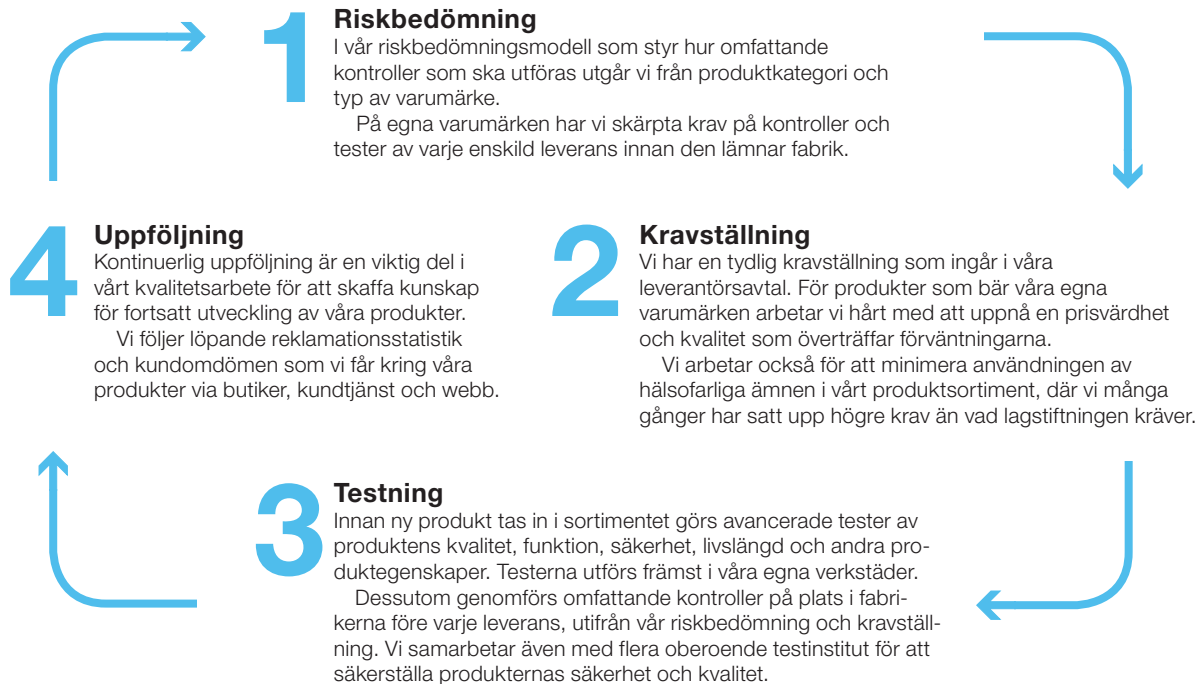 1
Riskbedömning
I vår riskbedömningsmodell som styr hur omfattande
kontroller som ska utföras utgår vi från produktkategori och
typ av varumärke.
På egna varumärken har vi skärpta krav på kontroller och
tester av varje enskild leverans innan den lämnar fabrik.
2
Kravställning
Vi har en tydlig kravställning som ingår i våra
leverantörsavtal. För produkter som bär våra egna
varumärken arbetar vi hårt med att uppnå en prisvärdhet
och kvalitet som överträffar förväntningarna.
Vi arbetar också för att minimera användningen av
hälsofarliga ämnen i vårt produktsortiment, där vi många
gånger har satt upp högre krav än vad lagstiftningen kräver.
3
Testning
Innan ny produkt tas in i sortimentet görs avancerade tester av
produktens kvalitet, funktion, säkerhet, livslängd och andra pro-
duktegenskaper. Testerna utförs främst i våra egna verkstäder.
Dessutom genomförs omfattande kontroller på plats i fabri-
kerna före varje leverans, utifrån vår riskbedömning och kravställ-
ning. Vi samarbetar även med flera oberoende testinstitut för att
säkerställa produkternas säkerhet och kvalitet.
4
Uppföljning
Kontinuerlig uppföljning är en viktig del i
vårt kvalitetsarbete för att skaffa kunskap
för fortsatt utveckling av våra produkter.
Vi följer löpande reklamationsstatistik
och kundomdömen som vi får kring våra
produkter via butiker, kundtjänst och webb.